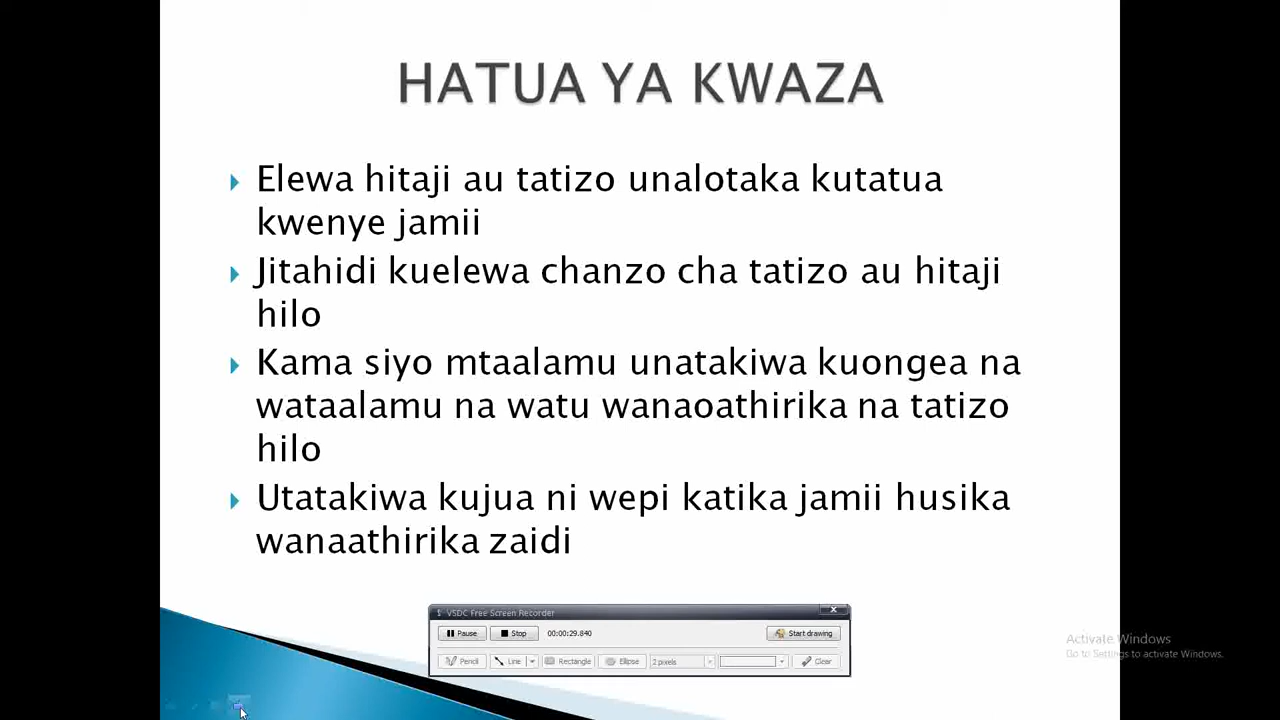 HATUA YA KWAZA
Elewa hitaji au tatizo unalotaka kutatua
kwenye jamii
Jitahidi kuelewa chanzo cha tatizo au hitaji
hilo
Kama siyo mtaalamu unatakiwa kuongea na
wataalamu na watu wanaoathirika na tatizo
hilo
Utatakiwa kujua ni wepi katika jamii husika
wanaathirika zaidi
VSDC Free Screen Recorder
Pause Stop 00:00:29.840 Start drawing
Pencil Line Rectangle Ellipse 2 pixels Clear
Activate Windows
Go to Settings to activate Windows.